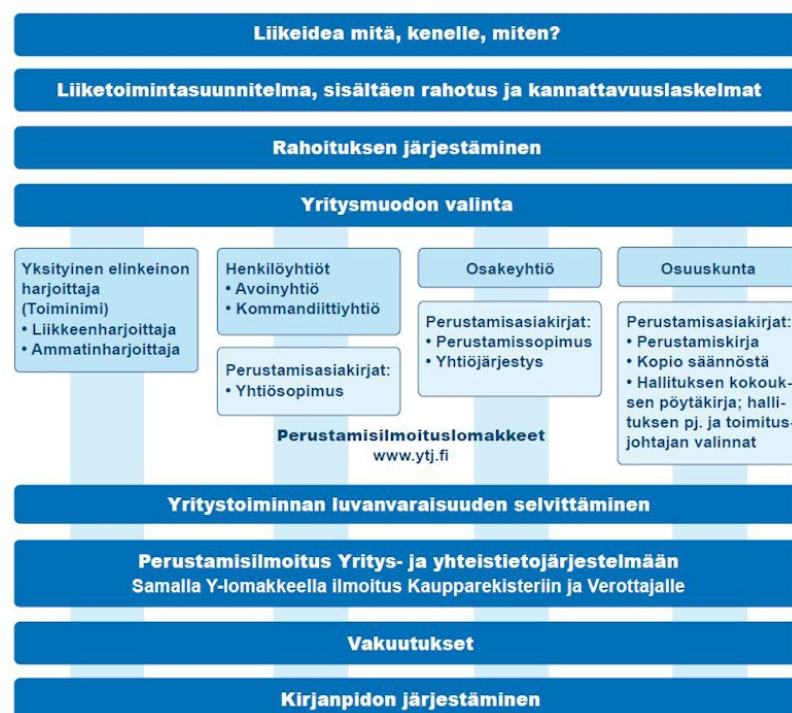 Liikeidea mitä, kenelle, miten?
Liiketoimintasuunnitelma, sisältäen rahotus ja kannattavuuslaskelmat
Rahoituksen järjestäminen
Yritysmuodon valinta
Yksityinen elinkeinon
harjoittaja
(Toiminimi)
• Liikkeenharjoittaja
• Ammatinharjoittaja
Henkilöyhtiöt
• Avoinyhtiö
• Kommandiittiyhtiö
Perustamisasiakirjat:
• Yhtiösopimus
Osakeyhtiö
Perustamisasiakirjat:
• Perustamissopimus
• Yhtiöjärjestys
Osuuskunta
Perustamisasiakirjat:
• Perustamiskirja
• Kopio säännöstä
• Hallituksen kokouk-
sen pöytäkirja; halli-
tuksen pj. ja toimitus-
johtajan valinnat
Perustamisilmoituslomakkeet
www.ytj.fi
Yritystoiminnan luvanvaraisuuden selvittäminen
Perustamisilmoitus Yritys- ja yhteistietojärjestelmään
Samalla Y-lomakkeella ilmoitus Kaupparekisteriin ja Verottajalle
Vakuutukset
Kirjanpidon järjestäminen